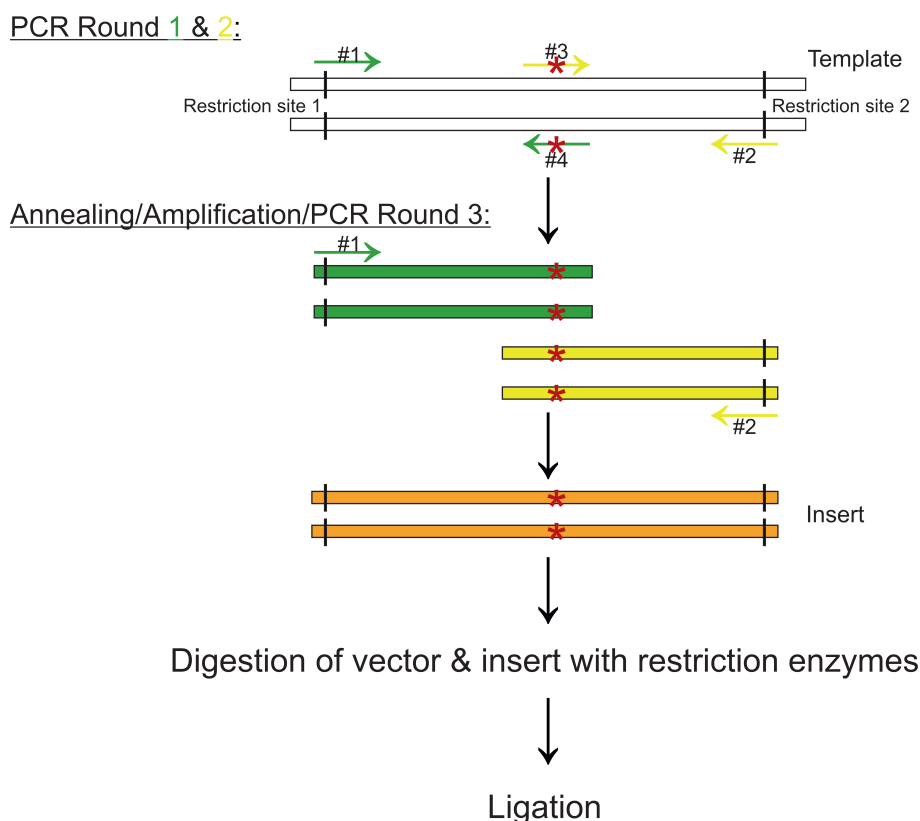 PCR Round 1 & 2:
#1
#3
Template
Restriction site 1
Restriction site 2
#4
#2
Annealing/Amplification/PCR Round 3:
#1
#2
Insert
Digestion of vector & insert with restriction enzymes
Ligation